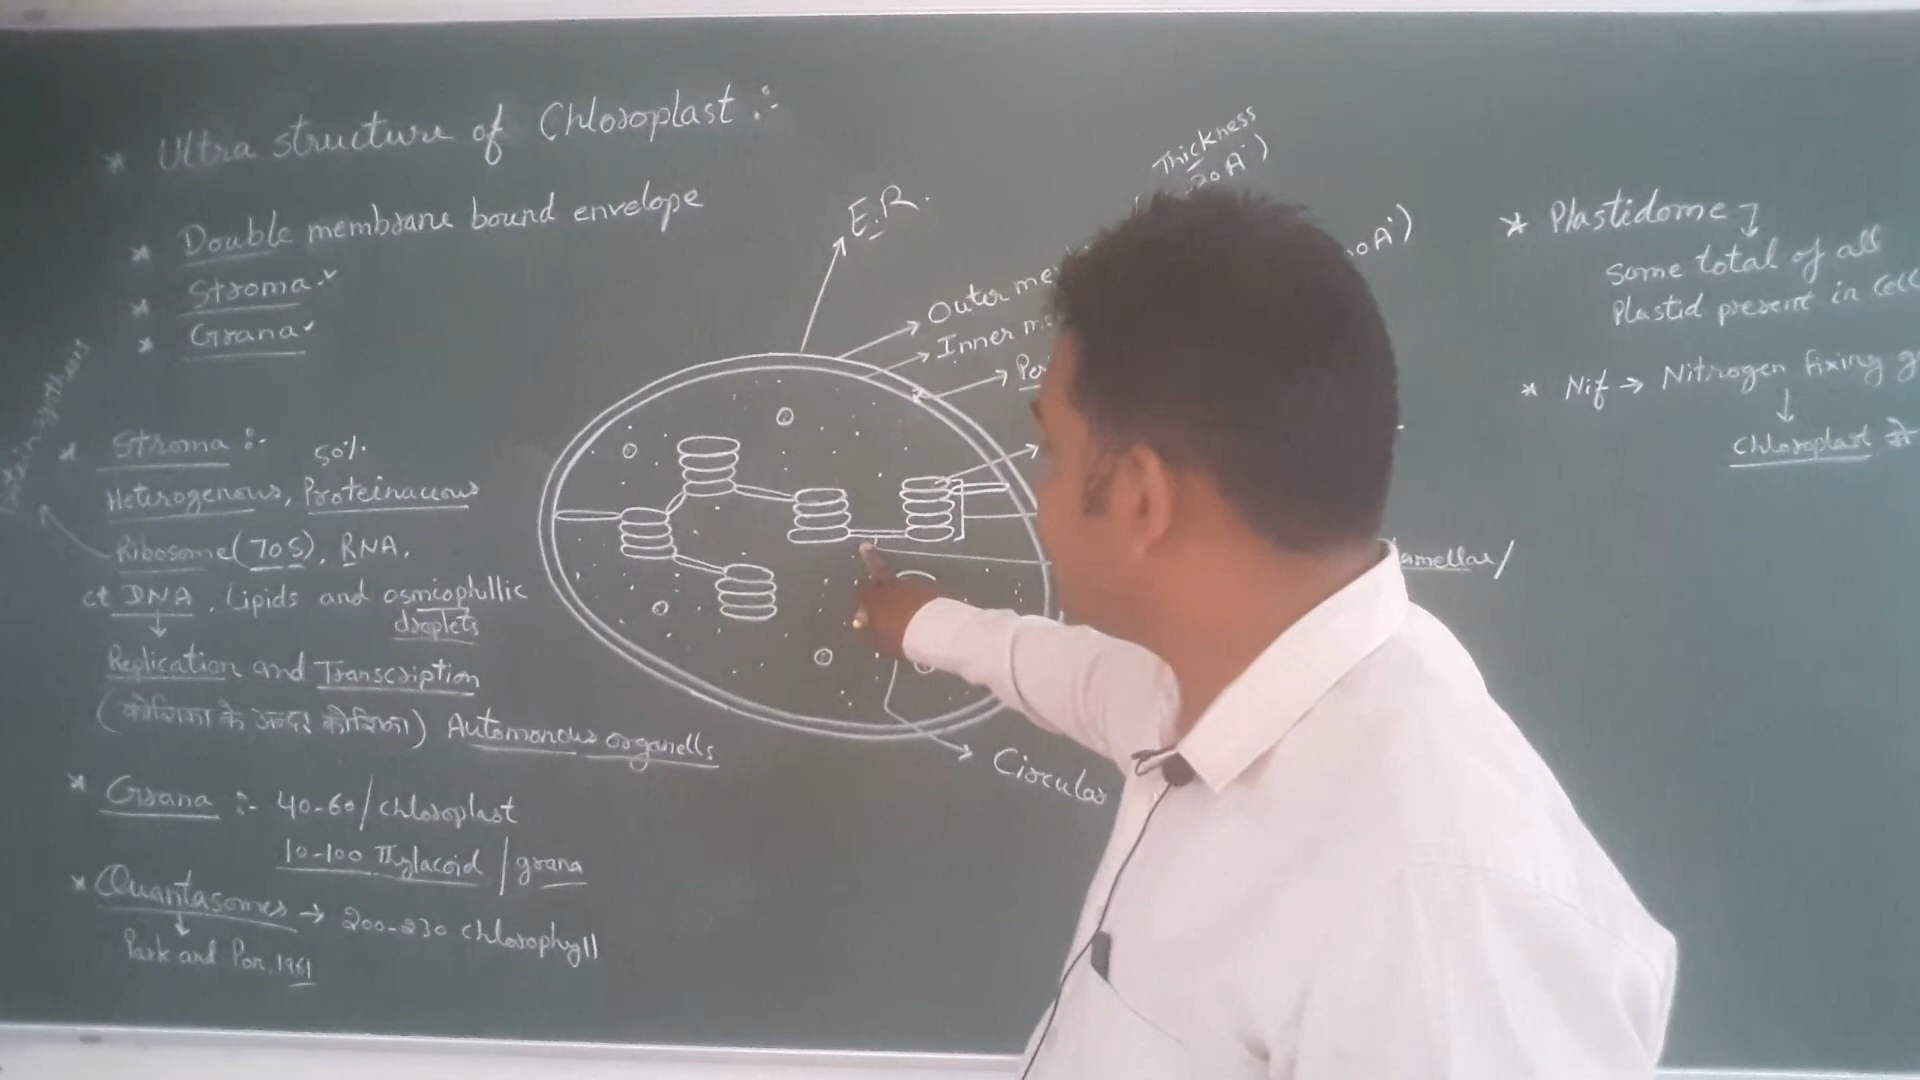 * Ultra structure of Chloroplast :-
* Double membrane bound envelope
* Stroma
* Grana
* Stroma :- 50%
Heterogenous, Proteinaceous
Ribosome (70S), RNA,
ct DNA, Lipids and osmiophillic
droplets
Replication and Transcription
(कोशिका के अन्दर कोशिका) Automonous organells
* Grana :- 40-60/chloroplast
10-100 Thylacoid / grana
* Quantasomes → 200-230 chlorophyll
Park and Pon, 1961
E.R.
Thickness
Outer
Inner
lamellar/
Circular
* Plastidome
Some total of all
Plastid present in Cell
* Nif → Nitrogen fixing
Chloroplast में